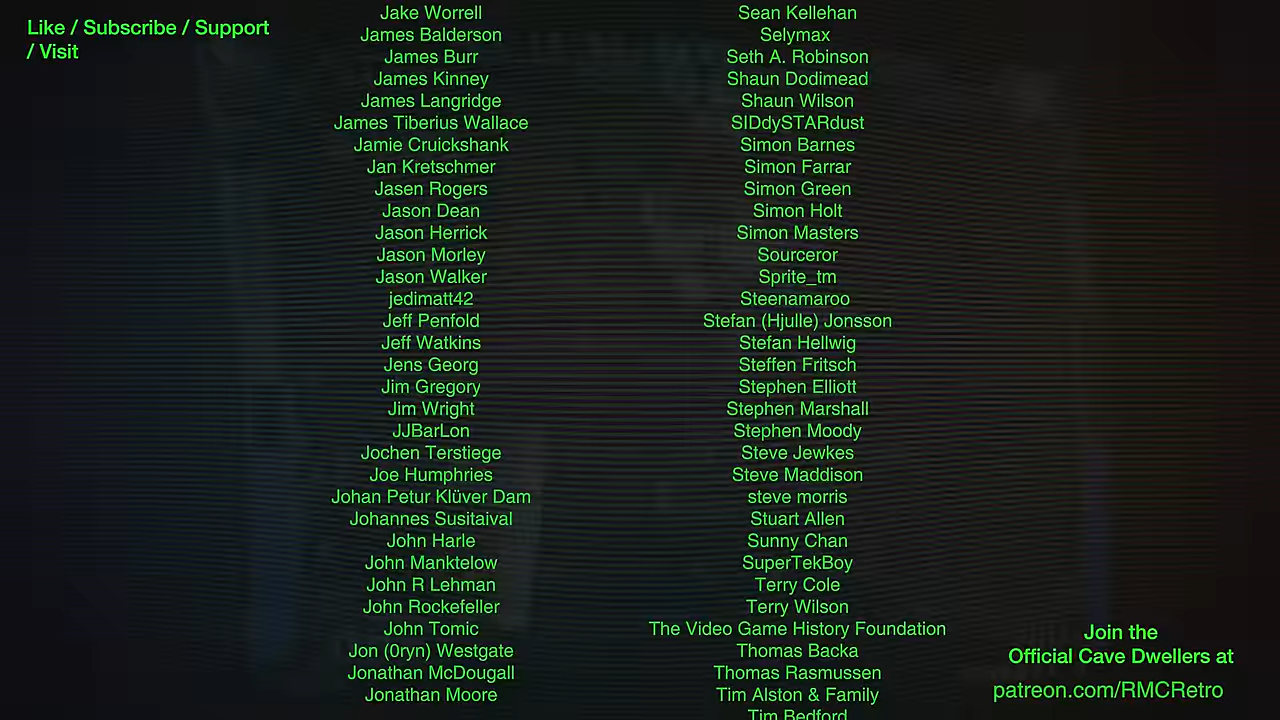 Like / Subscribe / Support
/ Visit
Jake Worrell
James Balderson
James Burr
James Kinney
James Langridge
James Tiberius Wallace
Jamie Cruickshank
Jan Kretschmer
Jasen Rogers
Jason Dean
Jason Herrick
Jason Morley
Jason Walker
jedimatt42
Jeff Penfold
Jeff Watkins
Jens Georg
Jim Gregory
Jim Wright
JJBarLon
Jochen Terstiege
Joe Humphries
Johan Petur Klüver Dam
Johannes Susitaival
John Harle
John Manktelow
John R Lehman
John Rockefeller
John Tomic
Jon (0ryn) Westgate
Jonathan McDougall
Jonathan Moore
Sean Kellehan
Selymax
Seth A. Robinson
Shaun Dodimead
Shaun Wilson
SIDdySTARdust
Simon Barnes
Simon Farrar
Simon Green
Simon Holt
Simon Masters
Sourceror
Sprite_tm
Steenamaroo
Stefan (Hjulle) Jonsson
Stefan Hellwig
Steffen Fritsch
Stephen Elliott
Stephen Marshall
Stephen Moody
Steve Jewkes
Steve Maddison
steve morris
Stuart Allen
Sunny Chan
SuperTekBoy
Terry Cole
Terry Wilson
The Video Game History Foundation
Thomas Backa
Thomas Rasmussen
Tim Alston & Family
Tim Bedford
Join the
Official Cave Dwellers at
patreon.com/RMCRetro